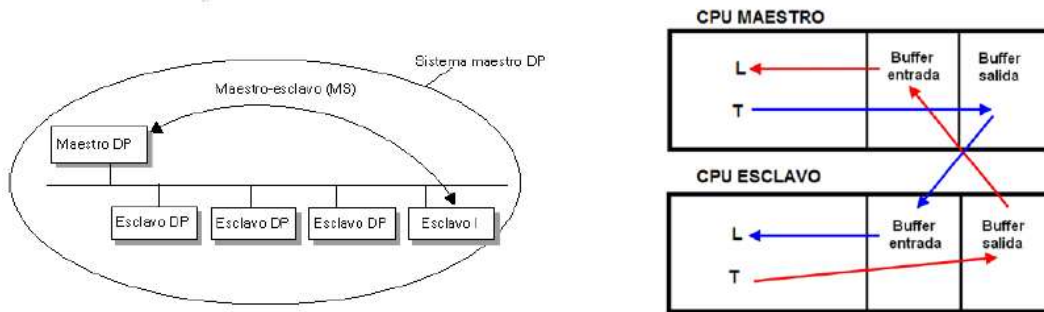 Sistema maestro DP
Maestro-esclavo (MS)
Maestro DP
Esclavo DP
Esclavo DP
Esclavo DP
Esclavo I
CPU MAESTRO
L
T
Buffer
entrada
Buffer
salida
CPU ESCLAVO
L
T
Buffer
entrada
Buffer
salida